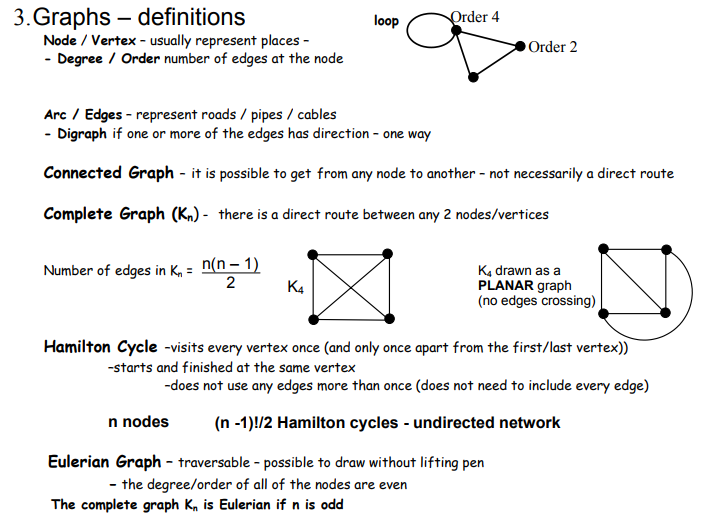 3.Graphs – definitions
loop
Order 4
Node / Vertex – usually represent places –
- Degree / Order number of edges at the node
Order 2
Arc / Edges – represent roads / pipes / cables
- Digraph if one or more of the edges has direction – one way
Connected Graph – it is possible to get from any node to another – not necessarily a direct route
Complete Graph (Kn) - there is a direct route between any 2 nodes/vertices
Number of edges in Kn = n(n – 1)
2
K4
K4 drawn as a
PLANAR graph
(no edges crossing)
Hamilton Cycle –visits every vertex once (and only once apart from the first/last vertex))
-starts and finished at the same vertex
-does not use any edges more than once (does not need to include every edge)
n nodes (n -1)!/2 Hamilton cycles - undirected network
Eulerian Graph – traversable – possible to draw without lifting pen
– the degree/order of all of the nodes are even
The complete graph Kn is Eulerian if n is odd